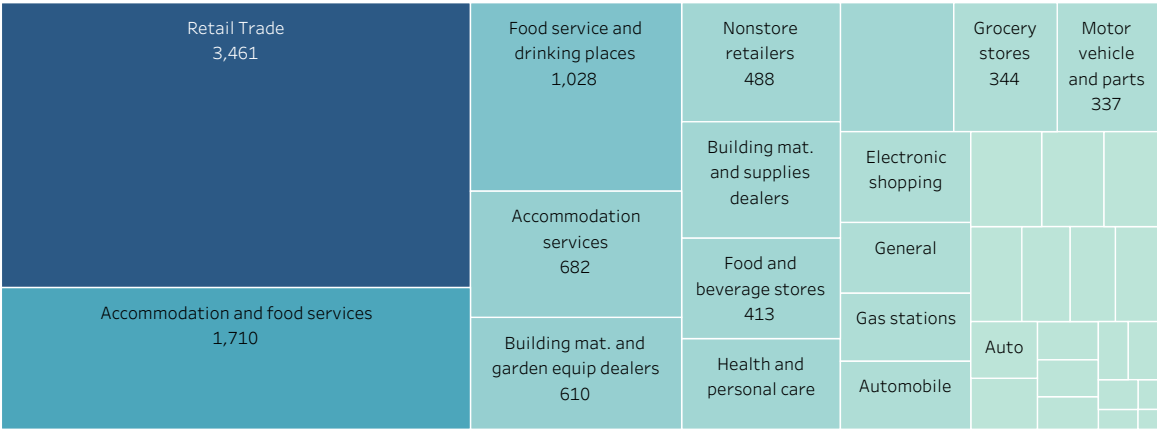 Retail Trade
3,461
Accommodation and food services
1,710
Food service and
drinking places
1,028
Accommodation
services
682
Building mat. and
garden equip dealers
610
Nonstore
retailers
488
Building mat.
and supplies
dealers
Food and
beverage stores
413
Health and
personal care
Grocery
stores
344
Motor
vehicle
and parts
337
Electronic
shopping
General
Gas stations
Automobile
Auto